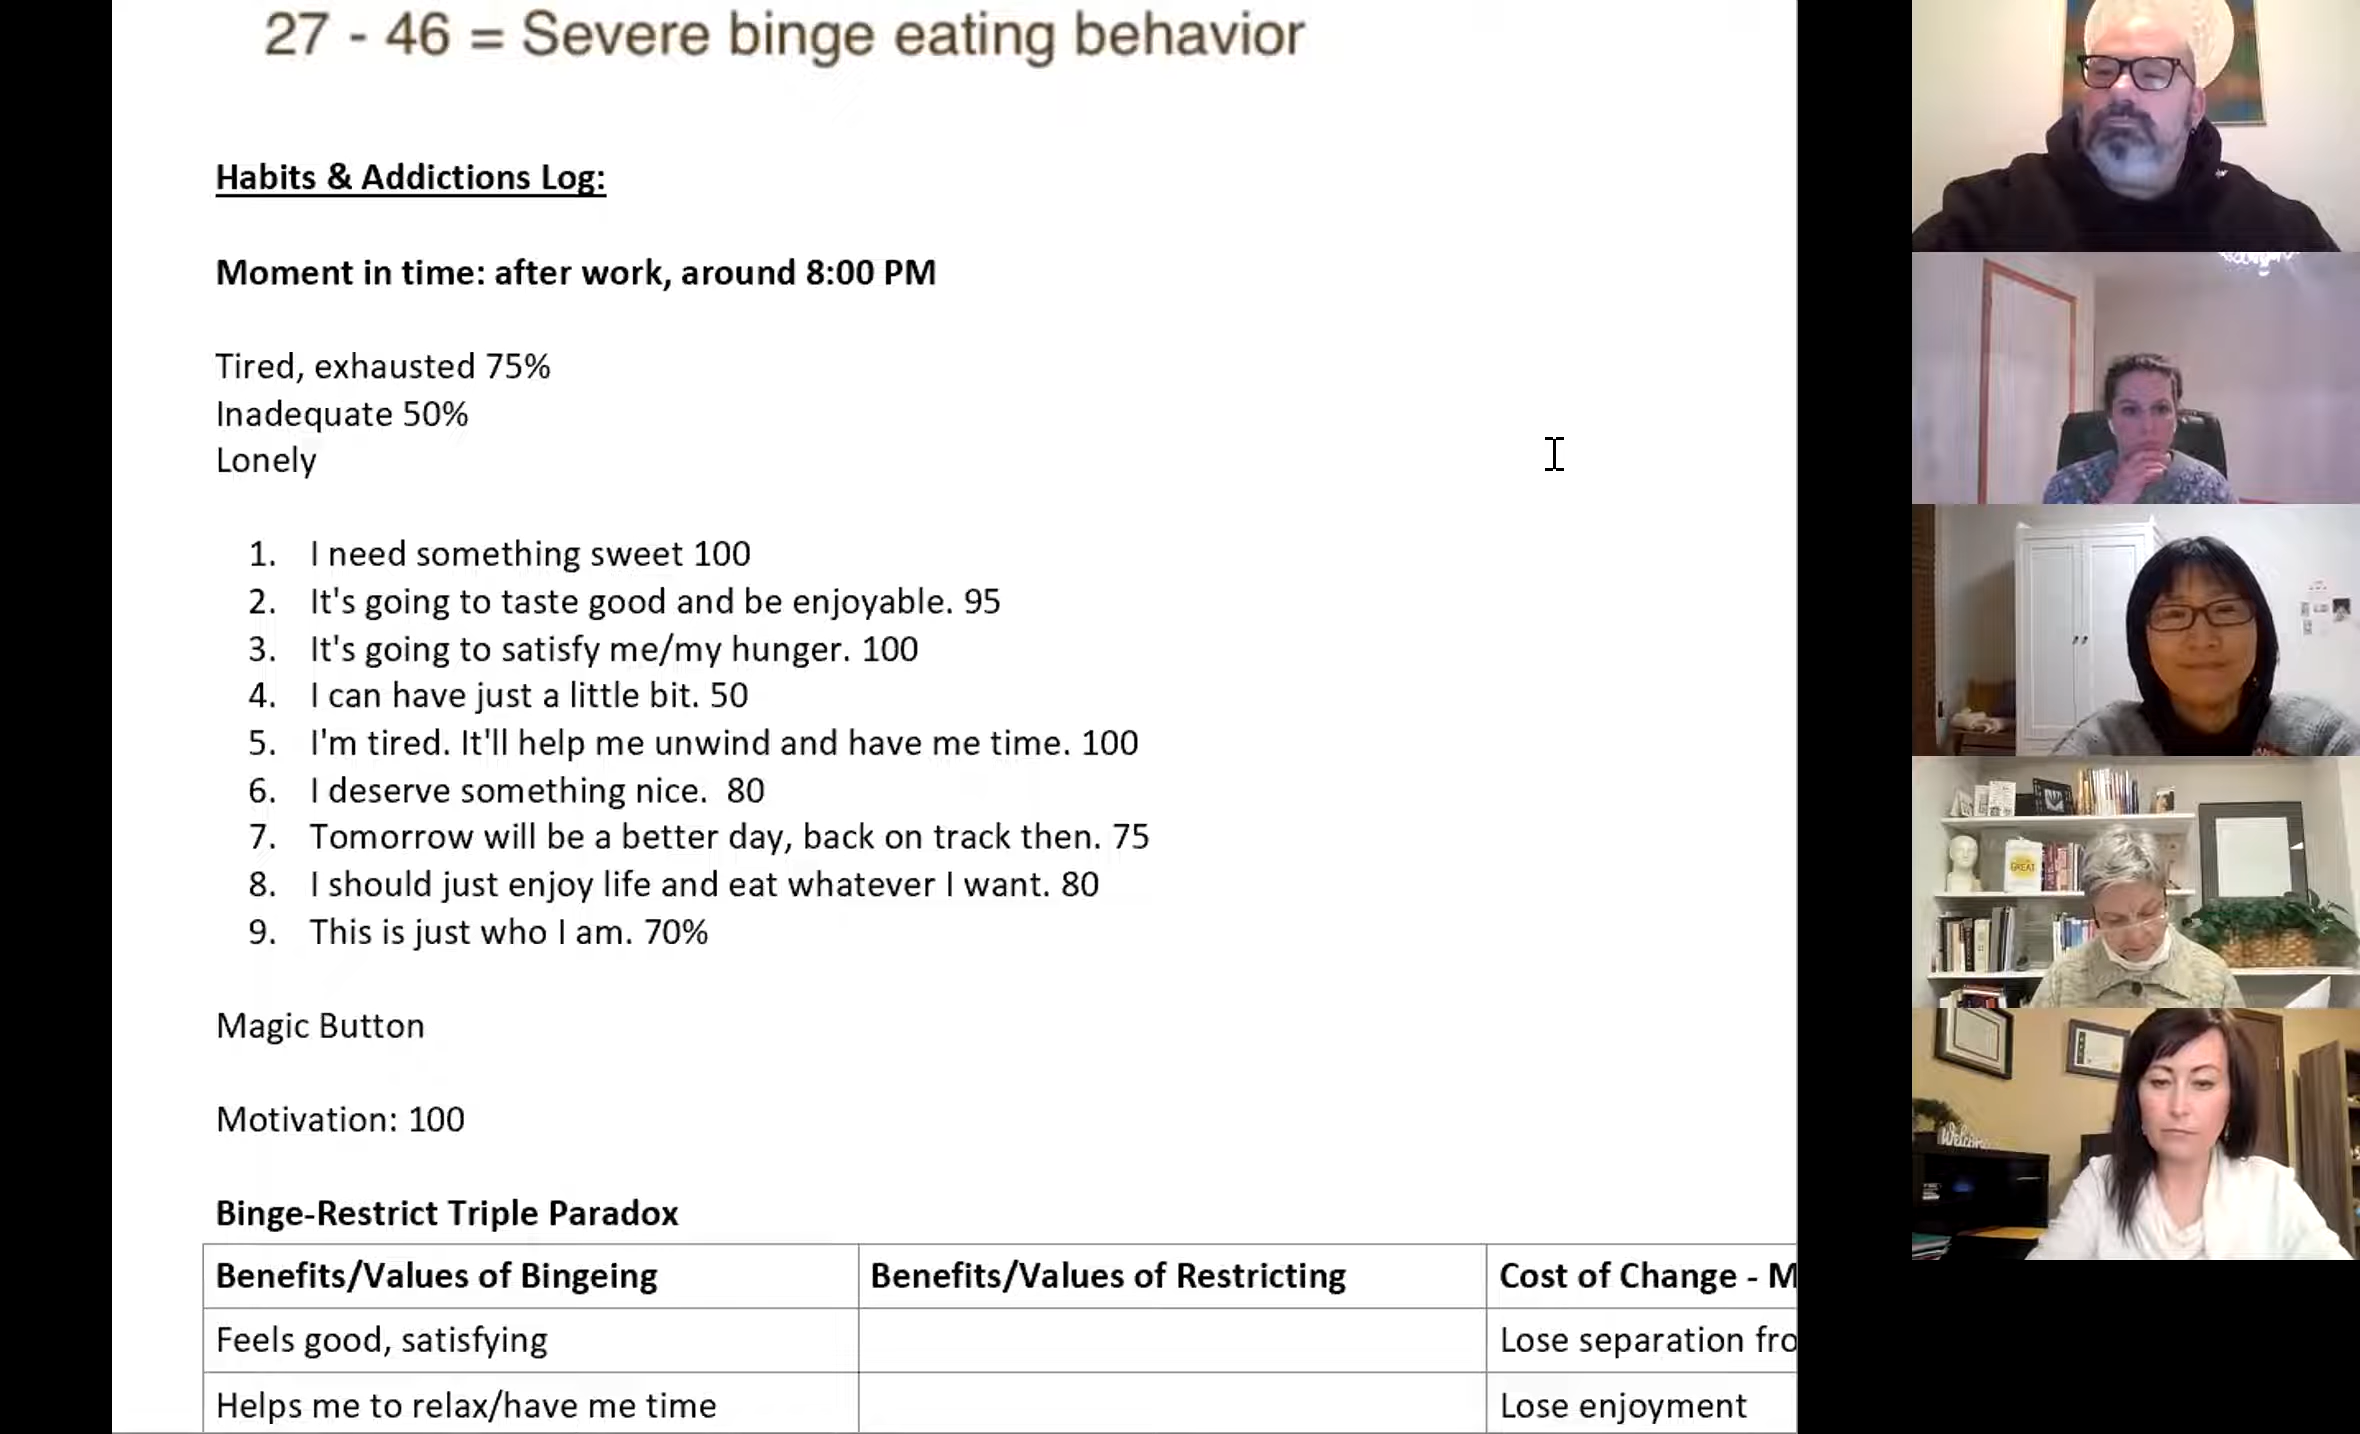 27 - 46 = Severe binge eating behavior
Habits & Addictions Log:
Moment in time: after work, around 8:00 PM
Tired, exhausted 75%
Inadequate 50%
Lonely
1. I need something sweet 100
2. It's going to taste good and be enjoyable. 95
3. It's going to satisfy me/my hunger. 100
4. I can have just a little bit. 50
5. I'm tired. It'll help me unwind and have me time. 100
6. I deserve something nice.  80
7. Tomorrow will be a better day, back on track then. 75
8. I should just enjoy life and eat whatever I want. 80
9. This is just who I am. 70%
Magic Button
Motivation: 100
Binge-Restrict Triple Paradox
Benefits/Values of Bingeing Benefits/Values of Restricting Cost of Change - M
Feels good, satisfying Lose separation fro
Helps me to relax/have me time Lose enjoyment
GREAT
Welcome